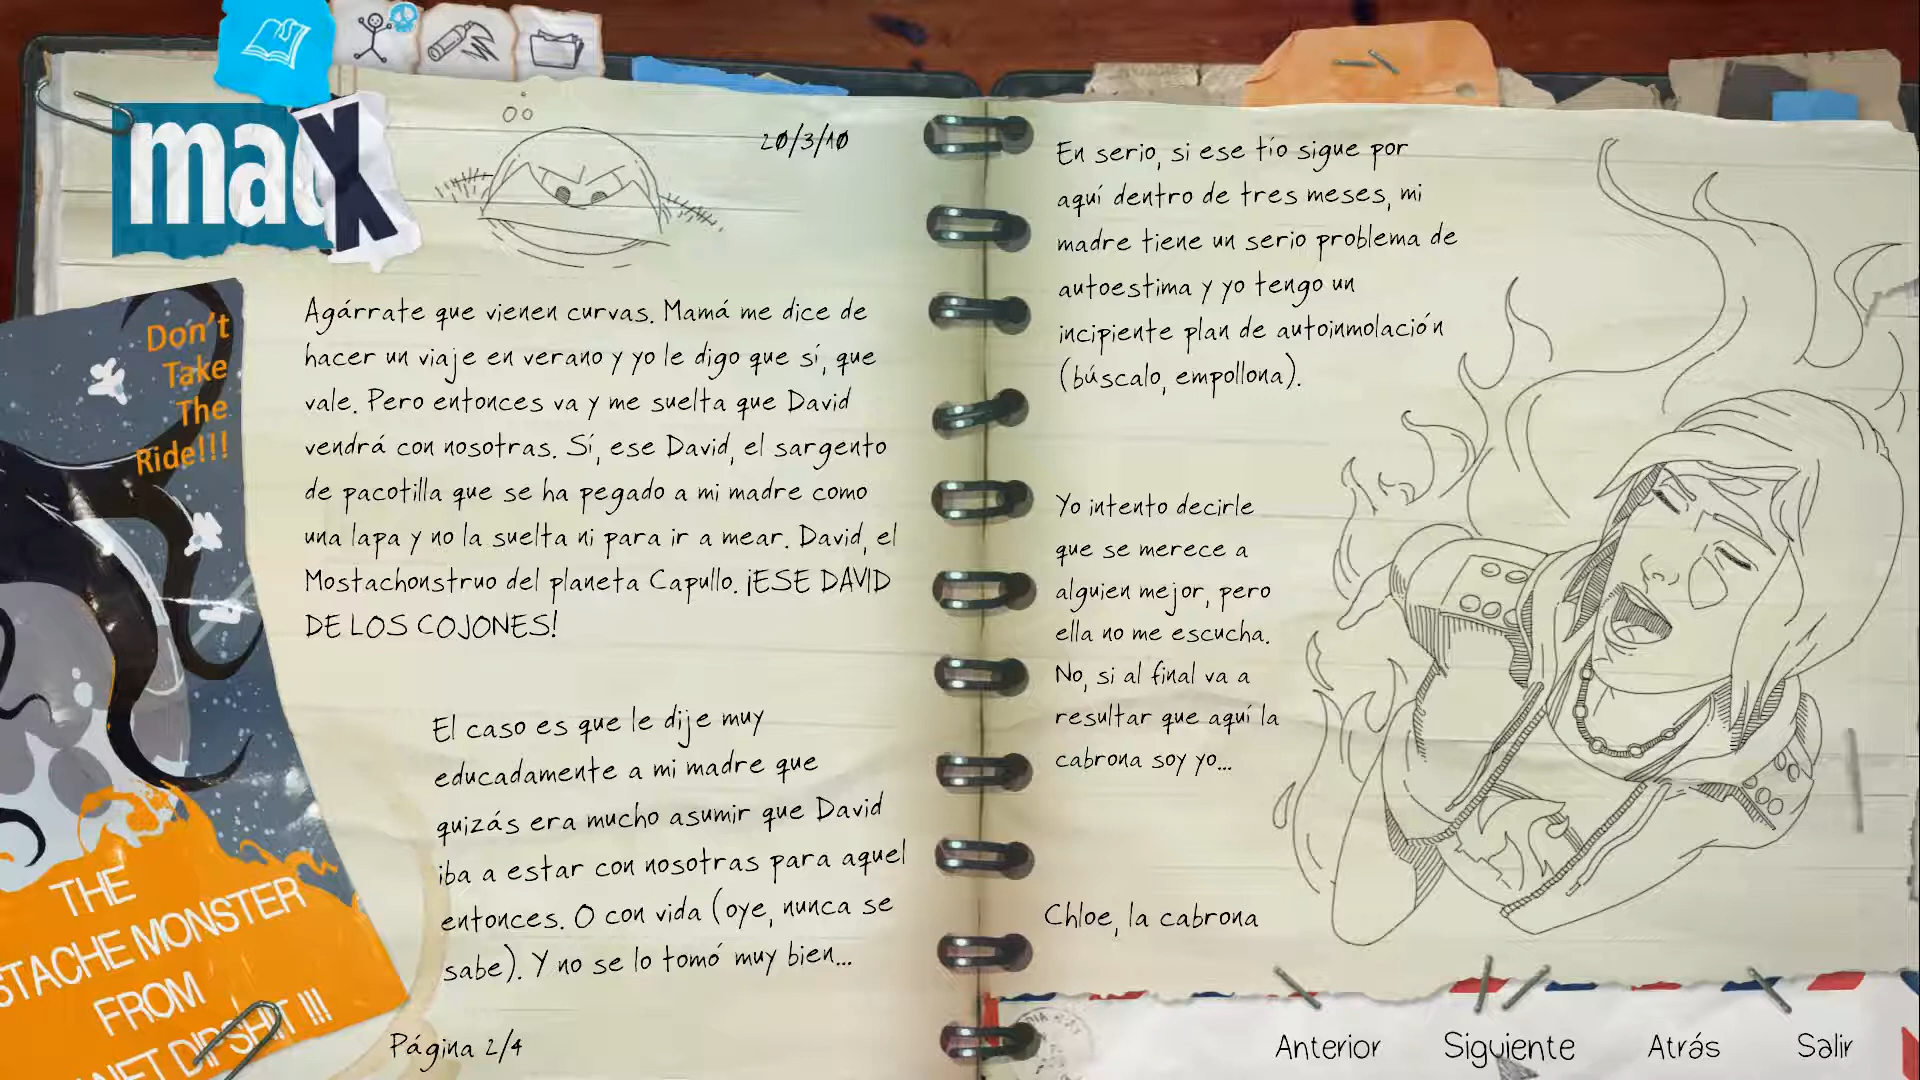 madX
20/3/10
Don't
Take
The
Ride!!!
Agárrate que vienen curvas. Mamá me dice de
hacer un viaje en verano y yo le digo que sí, que
vale. Pero entonces va y me suelta que David
vendrá con nosotras. Sí, ese David, el sargento
de pacotilla que se ha pegado a mi madre como
una lapa y no la suelta ni para ir a mear. David, el
Mostachonstruo del planeta Capullo. ¡ESE DAVID
DE LOS COJONES!
El caso es que le dije muy
educadamente a mi madre que
quizás era mucho asumir que David
iba a estar con nosotras para aquel
entonces. O con vida (oye, nunca se
sabe). Y no se lo tomó muy bien...
THE
STACHE MONSTER
FROM
NET DIPSHIT !!!
Página 2/4
En serio, si ese tío sigue por
aquí dentro de tres meses, mi
madre tiene un serio problema de
autoestima y yo tengo un
incipiente plan de autoinmolación
(búscalo, empollona).
Yo intento decirle
que se merece a
alguien mejor, pero
ella no me escucha.
No, si al final va a
resultar que aquí la
cabrona soy yo...
Chloe, la cabrona
Anterior Siguiente Atrás Salir